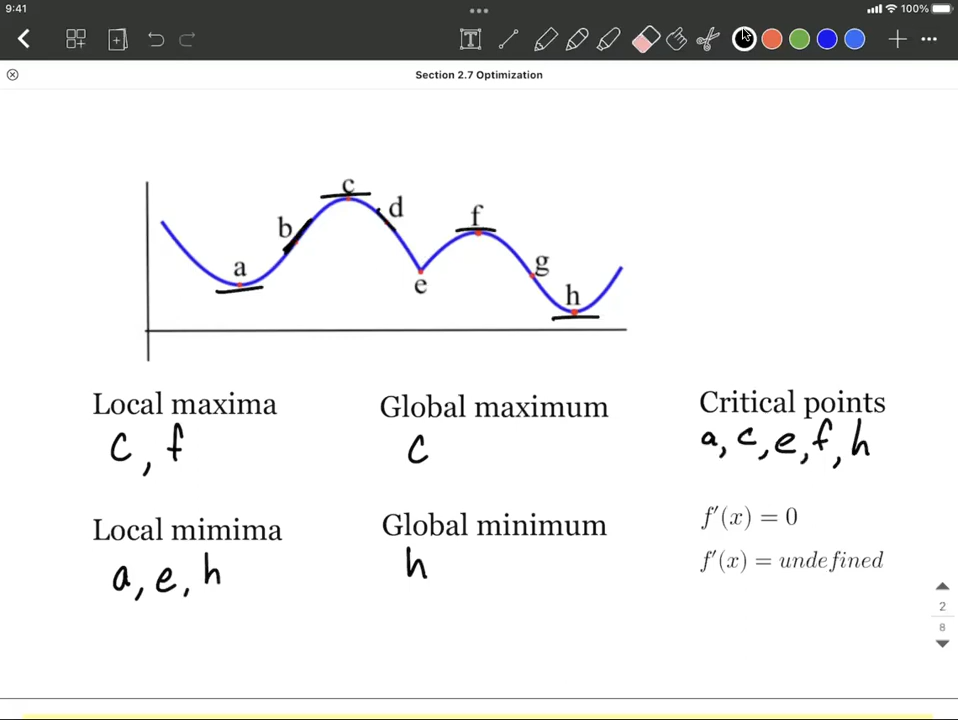 9:41
100%
T
Section 2.7 Optimization
c
d
b
f
a
g
e
h
Local maxima
c, f
Global maximum
c
Critical points
a, c, e, f, h
Local mimima
a, e, h
Global minimum
h
f'(x) = 0
f'(x) = undefined
2
8